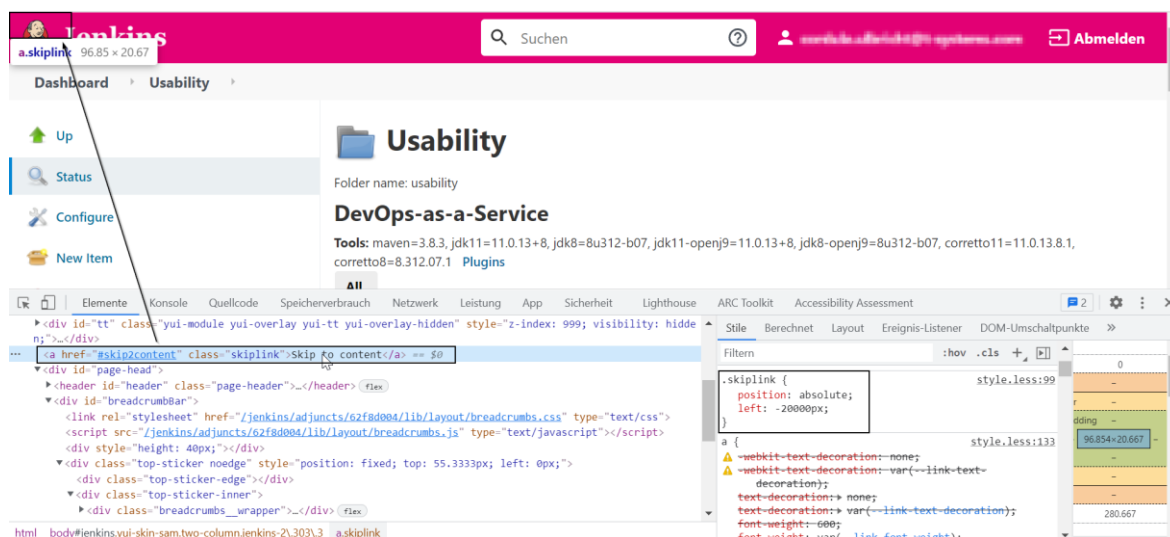 Jenkins
Suchen
Abmelden
a.skiplink 96.85 × 20.67
Dashboard Usability
Up
Status
Configure
New Item
Usability
Folder name: usability
DevOps-as-a-Service
Tools: maven=3.8.3, jdk11=11.0.13+8, jdk8=8u312-b07, jdk11-openj9=11.0.13+8, jdk8-openj9=8u312-b07, corretto11=11.0.13.8.1,
corretto8=8.312.07.1 Plugins
All
Elemente Konsole Quellcode Speicherverbrauch Netzwerk Leistung App Sicherheit Lighthouse ARC Toolkit Accessibility Assessment 2
<div id="tt" class="yui-module yui-overlay yui-tt yui-overlay-hidden" style="z-index: 999; visibility: hidde
n;">…</div>
<a href="#skip2content" class="skiplink">Skip to content</a> == $0
<div id="page-head">
<header id="header" class="page-header">…</header> flex
<div id="breadcrumbBar">
<link rel="stylesheet" href="/jenkins/adjuncts/62f8d004/lib/layout/breadcrumbs.css" type="text/css">
<script src="/jenkins/adjuncts/62f8d004/lib/layout/breadcrumbs.js" type="text/javascript"></script>
<div style="height: 40px;"></div>
<div class="top-sticker noedge" style="position: fixed; top: 55.3333px; left: 0px;">
<div class="top-sticker-edge"></div>
<div class="top-sticker-inner">
<div class="breadcrumbs__wrapper">…</div> flex
html body#jenkins.yui-skin-sam.two-column.jenkins-2\.303\.3 a.skiplink
Stile Berechnet Layout Ereignis-Listener DOM-Umschaltpunkte
Filtern :hov .cls
.skiplink { style.less:99
position: absolute;
left: -20000px;
}
a { style.less:133
-webkit-text-decoration: none;
-webkit-text-decoration: var(--link-text-
decoration);
text-decoration: none;
text-decoration: var(--link-text-decoration);
font-weight: 600;
font-weight: var(--link-font-weight);
0
dding
96.854×20.667
280.667